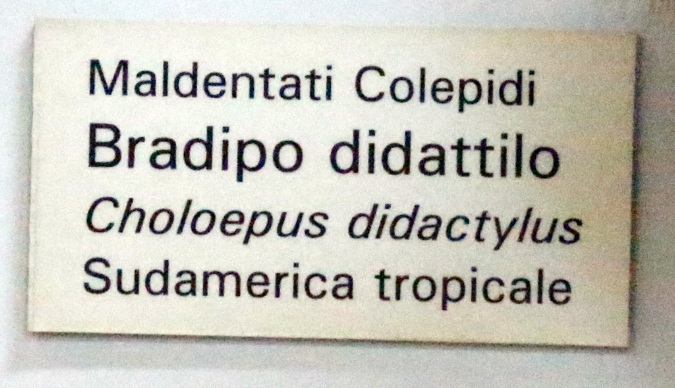 Maldentati Colepidi
Bradipo didattilo
Choloepus didactylus
Sudamerica tropicale